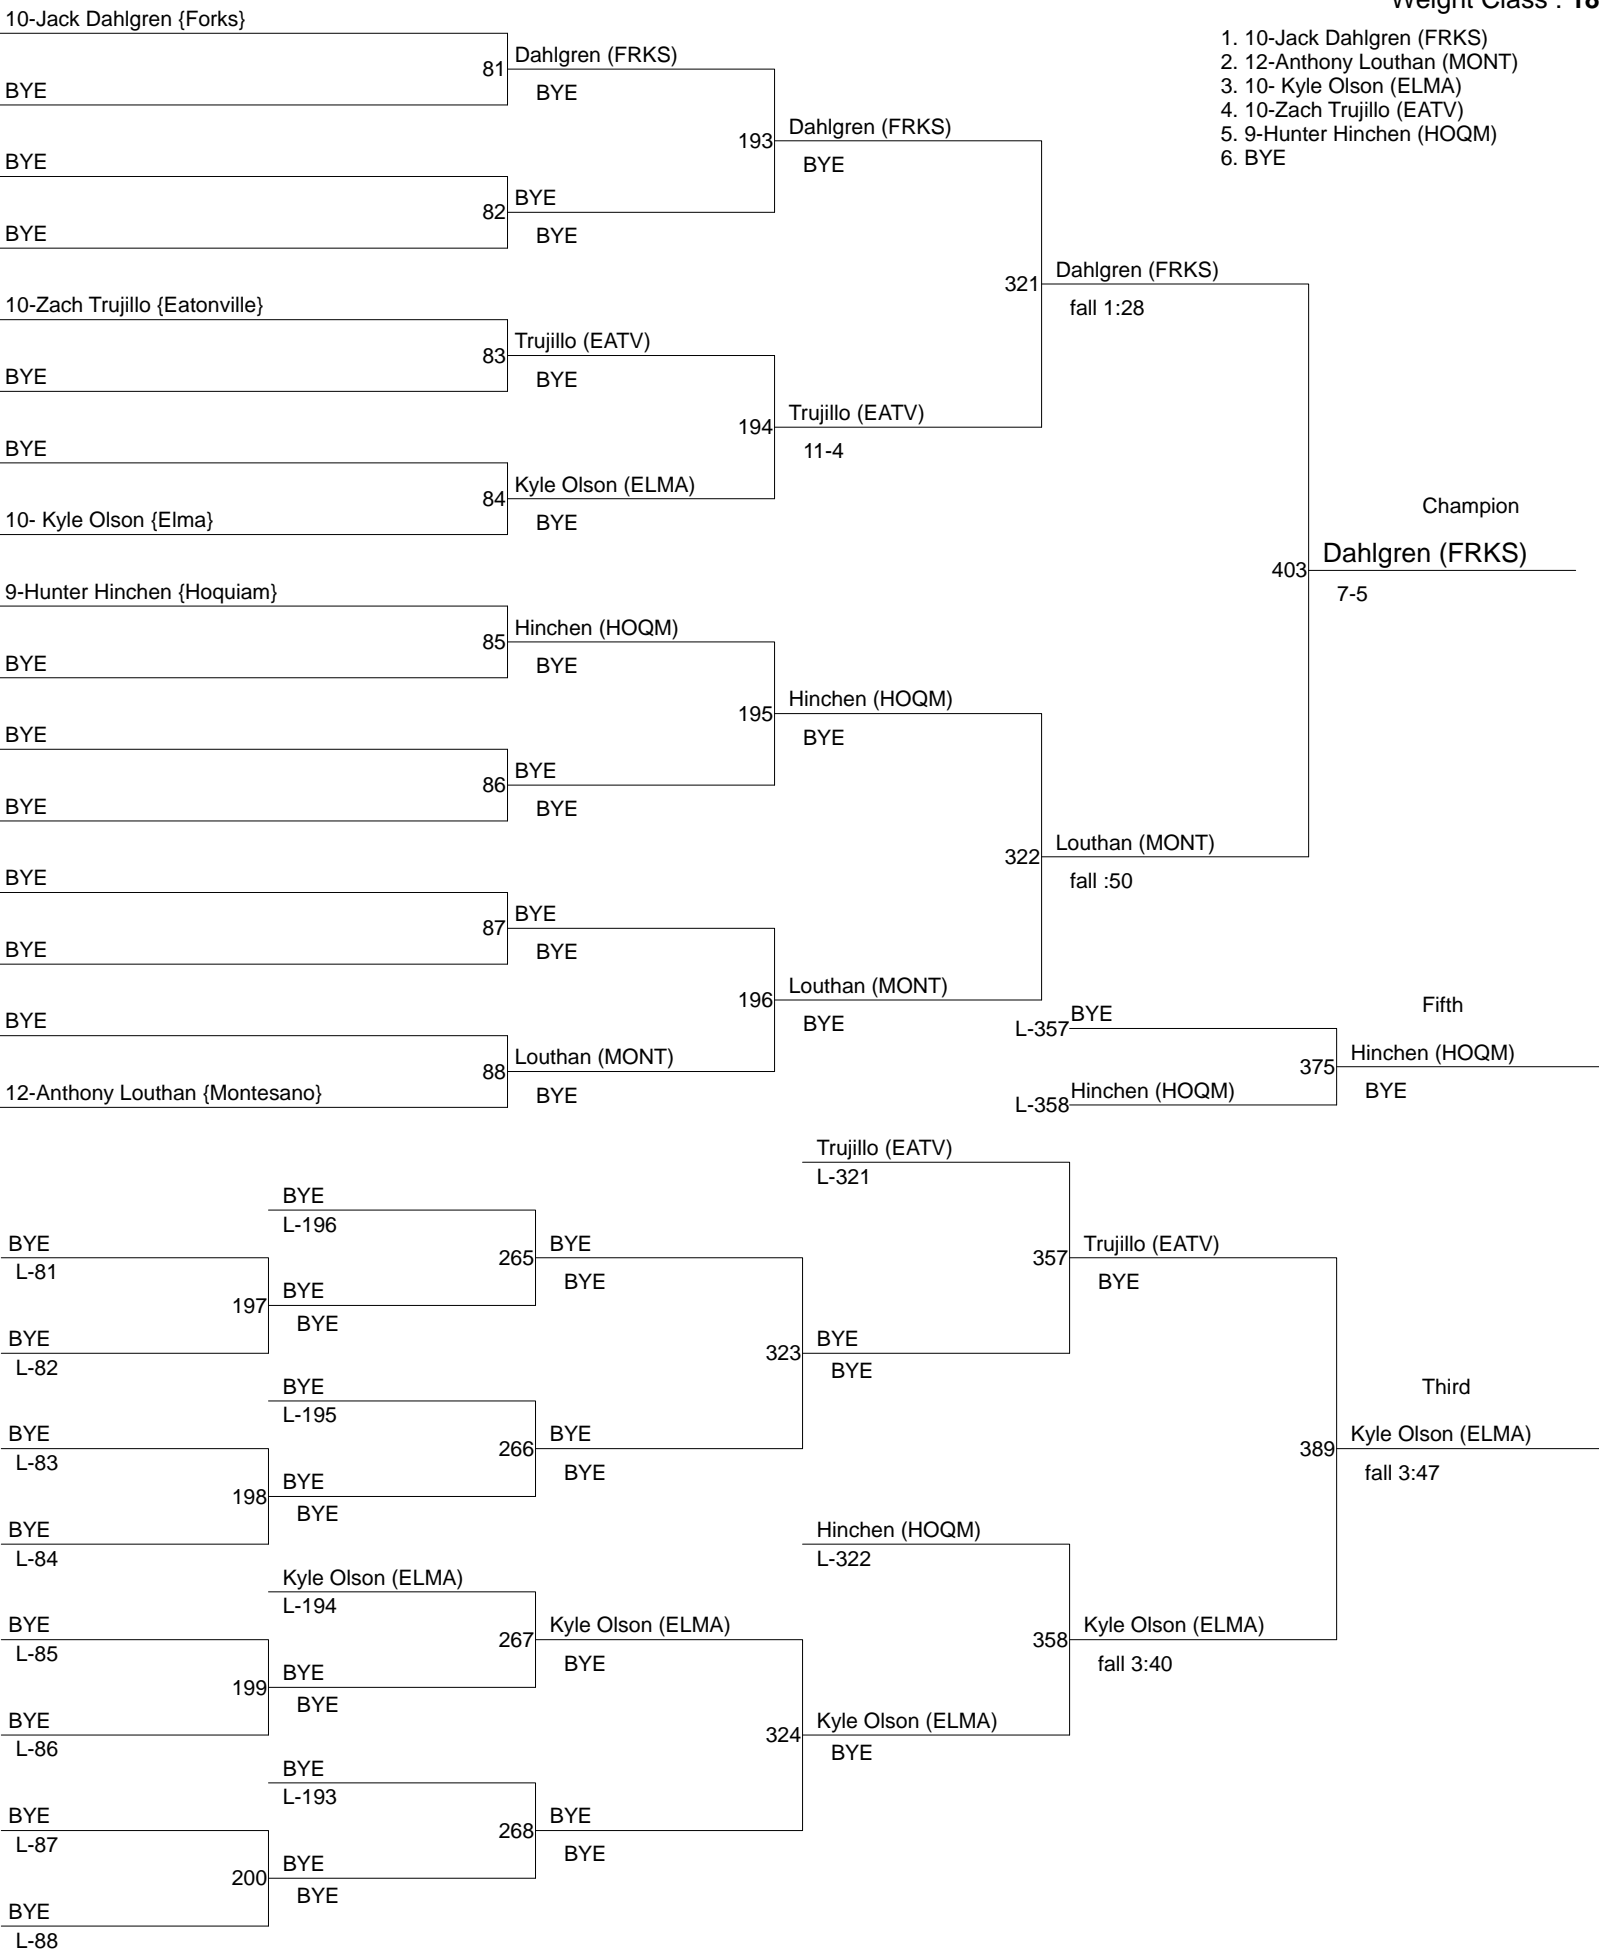 Weight Class : 18
1. 10-Jack Dahlgren (FRKS)
2. 12-Anthony Louthan (MONT)
3. 10- Kyle Olson (ELMA)
4. 10-Zach Trujillo (EATV)
5. 9-Hunter Hinchen (HOQM)
6. BYE
10-Jack Dahlgren {Forks}
81
Dahlgren (FRKS)
BYE
BYE
193
Dahlgren (FRKS)
BYE
BYE
82
BYE
BYE
BYE
321
Dahlgren (FRKS)
fall 1:28
10-Zach Trujillo {Eatonville}
83
Trujillo (EATV)
BYE
BYE
194
Trujillo (EATV)
11-4
BYE
84
Kyle Olson (ELMA)
BYE
10- Kyle Olson {Elma}
Champion
403
Dahlgren (FRKS)
7-5
9-Hunter Hinchen {Hoquiam}
85
Hinchen (HOQM)
BYE
BYE
195
Hinchen (HOQM)
BYE
BYE
86
BYE
BYE
BYE
322
Louthan (MONT)
fall :50
BYE
87
BYE
BYE
BYE
196
Louthan (MONT)
BYE
BYE
88
Louthan (MONT)
BYE
12-Anthony Louthan {Montesano}
Fifth
L-357
BYE
375
Hinchen (HOQM)
BYE
L-358
Hinchen (HOQM)
Trujillo (EATV)
L-321
BYE
L-196
BYE
L-81
265
BYE
BYE
357
Trujillo (EATV)
BYE
197
BYE
BYE
BYE
L-82
323
BYE
BYE
BYE
L-195
Third
BYE
L-83
266
BYE
BYE
389
Kyle Olson (ELMA)
fall 3:47
198
BYE
BYE
BYE
L-84
Hinchen (HOQM)
L-322
Kyle Olson (ELMA)
L-194
BYE
L-85
267
Kyle Olson (ELMA)
BYE
358
Kyle Olson (ELMA)
fall 3:40
199
BYE
BYE
BYE
L-86
324
Kyle Olson (ELMA)
BYE
BYE
L-193
BYE
L-87
268
BYE
BYE
200
BYE
BYE
BYE
L-88